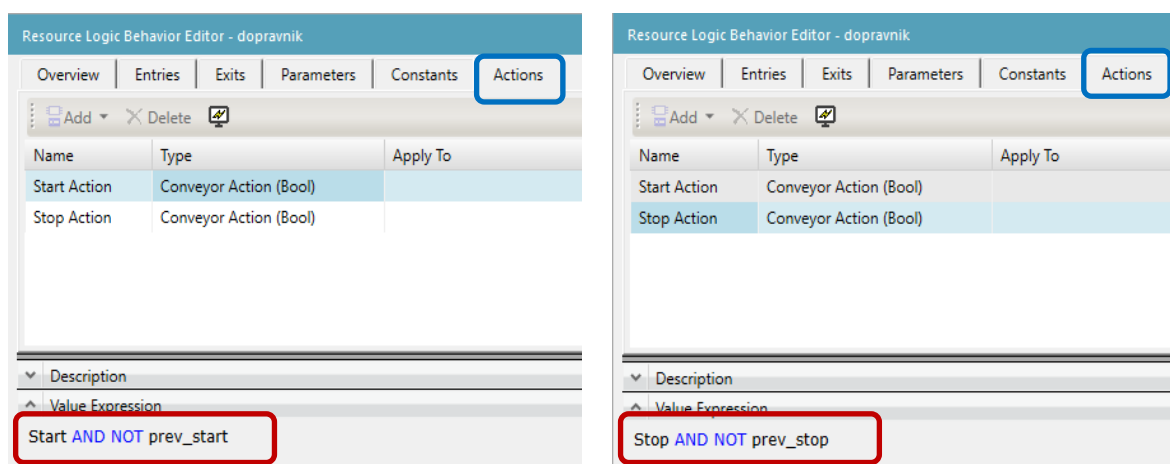 Resource Logic Behavior Editor - dopravnik
Overview Entries Exits Parameters Constants Actions
Add Delete
Name Type Apply To
Start Action Conveyor Action (Bool)
Stop Action Conveyor Action (Bool)
Description
Value Expression
Start AND NOT prev_start
Resource Logic Behavior Editor - dopravnik
Overview Entries Exits Parameters Constants Actions
Add Delete
Name Type Apply To
Start Action Conveyor Action (Bool)
Stop Action Conveyor Action (Bool)
Description
Value Expression
Stop AND NOT prev_stop